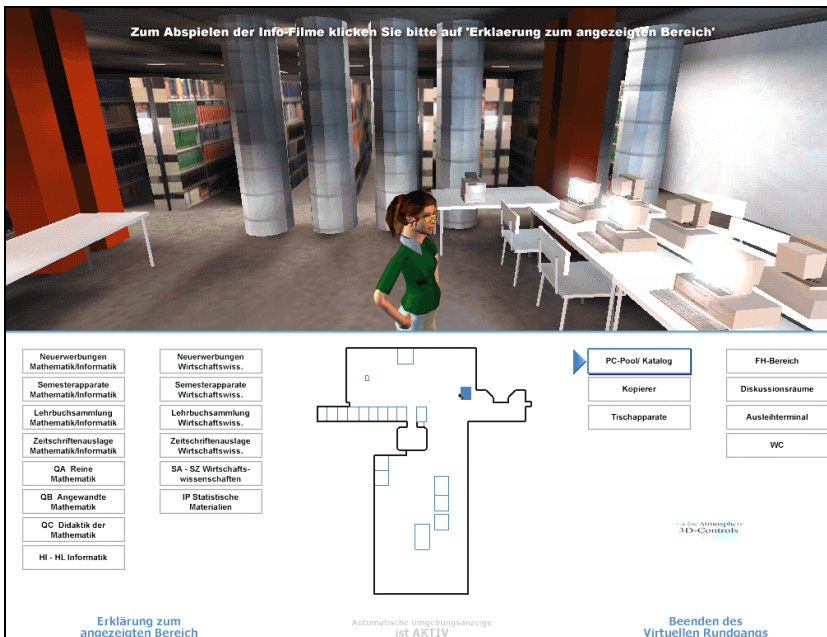 Zum Abspielen der Info-Filme klicken Sie bitte auf 'Erklaerung zum angezeigten Bereich'
Neuerwerbungen
Mathematik/Informatik
Semesterapparate
Mathematik/Informatik
Lehrbuchsammlung
Mathematik/Informatik
Zeitschriftenauslage
Mathematik/Informatik
QA Reine
Mathematik
QB Angewandte
Mathematik
QC Didaktik der
Mathematik
HI - HL Informatik
Neuerwerbungen
Wirtschaftswiss.
Semesterapparate
Wirtschaftswiss.
Lehrbuchsammlung
Wirtschaftswiss.
Zeitschriftenauslage
Wirtschaftswiss.
SA - SZ Wirtschafts-
wissenschaften
IP Statistische
Materialien
PC-Pool/ Katalog
Kopierer
Tischapparate
FH-Bereich
Diskussionsräume
Ausleihterminal
WC
Adobe Atmosphere
3D-Controls
Erklärung zum
angezeigten Bereich
Automatische Umgebungsanzeige
ist AKTIV
Beenden des
Virtuellen Rundgangs